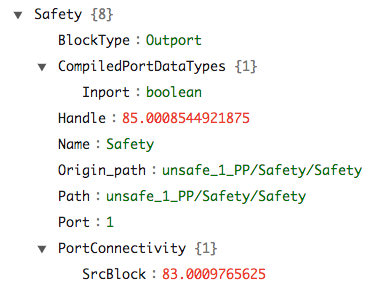 ▼ Safety {8}
BlockType : Outport
▼ CompiledPortDataTypes {1}
Inport : boolean
Handle : 85.0008544921875
Name : Safety
Origin_path : unsafe_1_PP/Safety/Safety
Path : unsafe_1_PP/Safety/Safety
Port : 1
▼ PortConnectivity {1}
SrcBlock : 83.0009765625